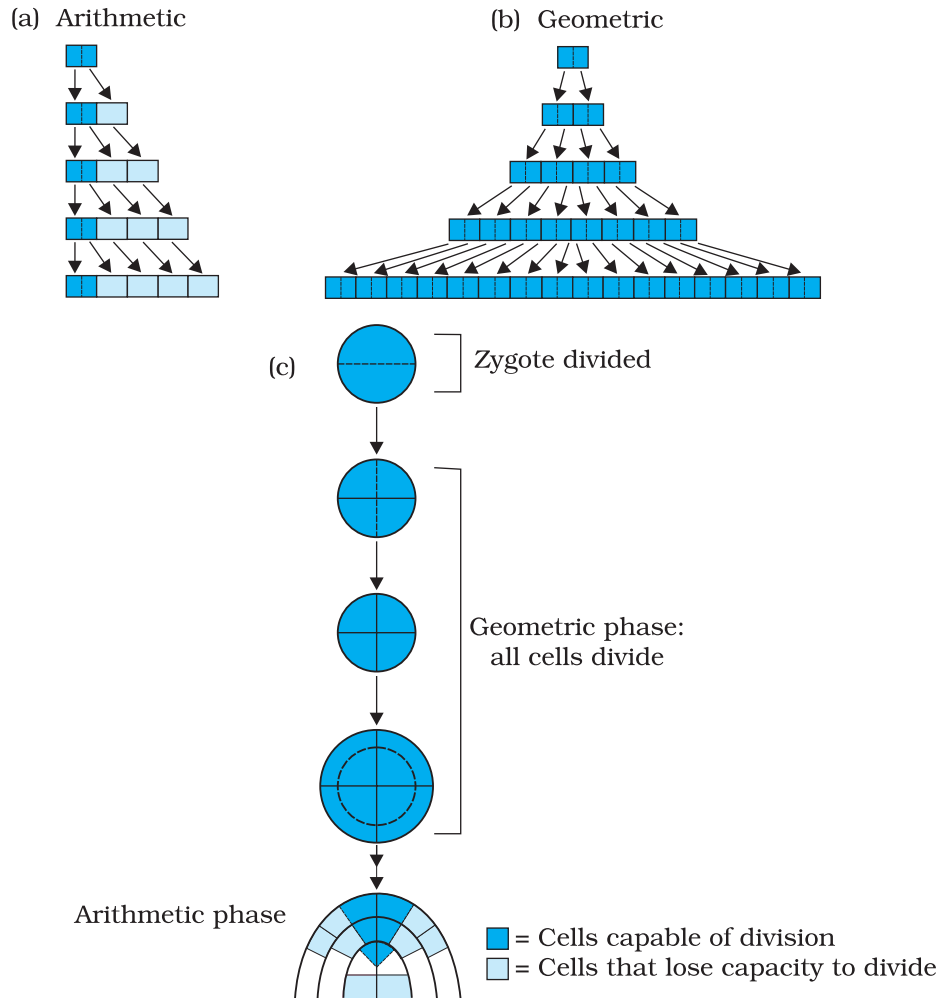 (a) Arithmetic
(b) Geometric
(c)
Zygote divided
Geometric phase:
all cells divide
Arithmetic phase
= Cells capable of division
= Cells that lose capacity to divide